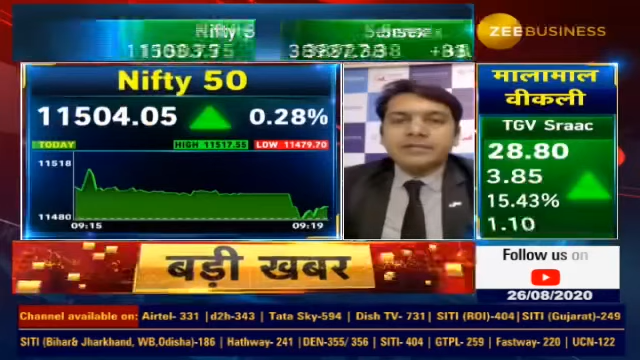 ZEE BUSINESS
Nifty 50
11504.05 0.28%
TODAY HIGH 11517.55 LOW 11479.70
11518
11480
09:15 09:19
मालामाल
वीकली
TGV Sraac
28.80
3.85
15.43%
1.10
बड़ी खबर
Follow us on
26/08/2020
Channel available on: Airtel- 331 |d2h-343 | Tata Sky-594 | Dish TV- 731| SITI (ROI)-404| SITI (Gujarat)-249
SITI (Bihar& Jharkhand, WB,Odisha)-186 | Hathway- 241 |DEN-355/ 356 | SITI- 404 | GTPL- 259 | Fastway- 220 | UCN-122